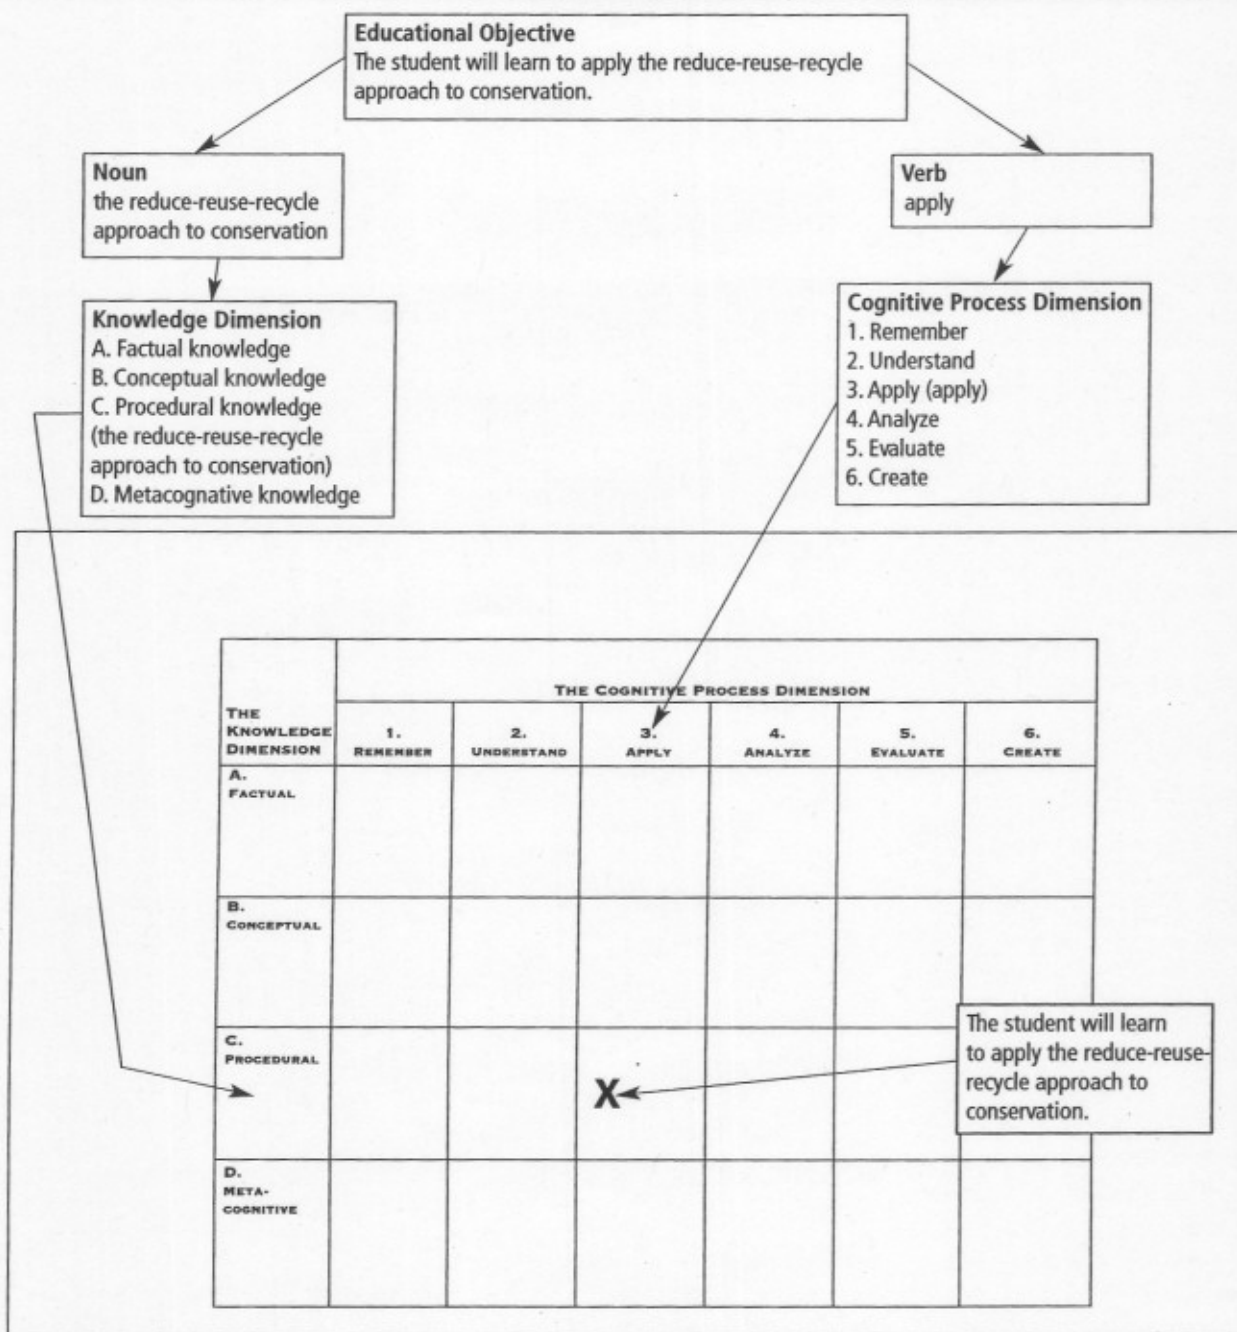 Educational Objective
The student will learn to apply the reduce-reuse-recycle
approach to conservation.
Noun
the reduce-reuse-recycle
approach to conservation
Verb
apply
Knowledge Dimension
A. Factual knowledge
B. Conceptual knowledge
C. Procedural knowledge
(the reduce-reuse-recycle
approach to conservation)
D. Metacognative knowledge
Cognitive Process Dimension
1. Remember
2. Understand
3. Apply (apply)
4. Analyze
5. Evaluate
6. Create
THE COGNITIVE PROCESS DIMENSION
THE
KNOWLEDGE
DIMENSION
1.
REMEMBER
2.
UNDERSTAND
3.
APPLY
4.
ANALYZE
5.
EVALUATE
6.
CREATE
A.
FACTUAL
B.
CONCEPTUAL
C.
PROCEDURAL
X
The student will learn
to apply the reduce-reuse-
recycle approach to
conservation.
D.
META-
COGNITIVE